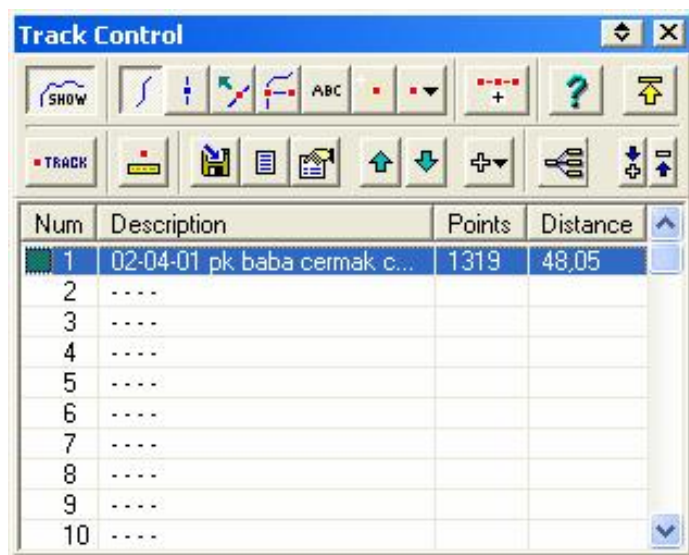 Track Control
SHOW ABC
TRACK
Num Description Points Distance
1 02-04-01 pk baba cermak c... 1319 48,05
2 ----
3 ----
4 ----
5 ----
6 ----
7 ----
8 ----
9 ----
10 ----